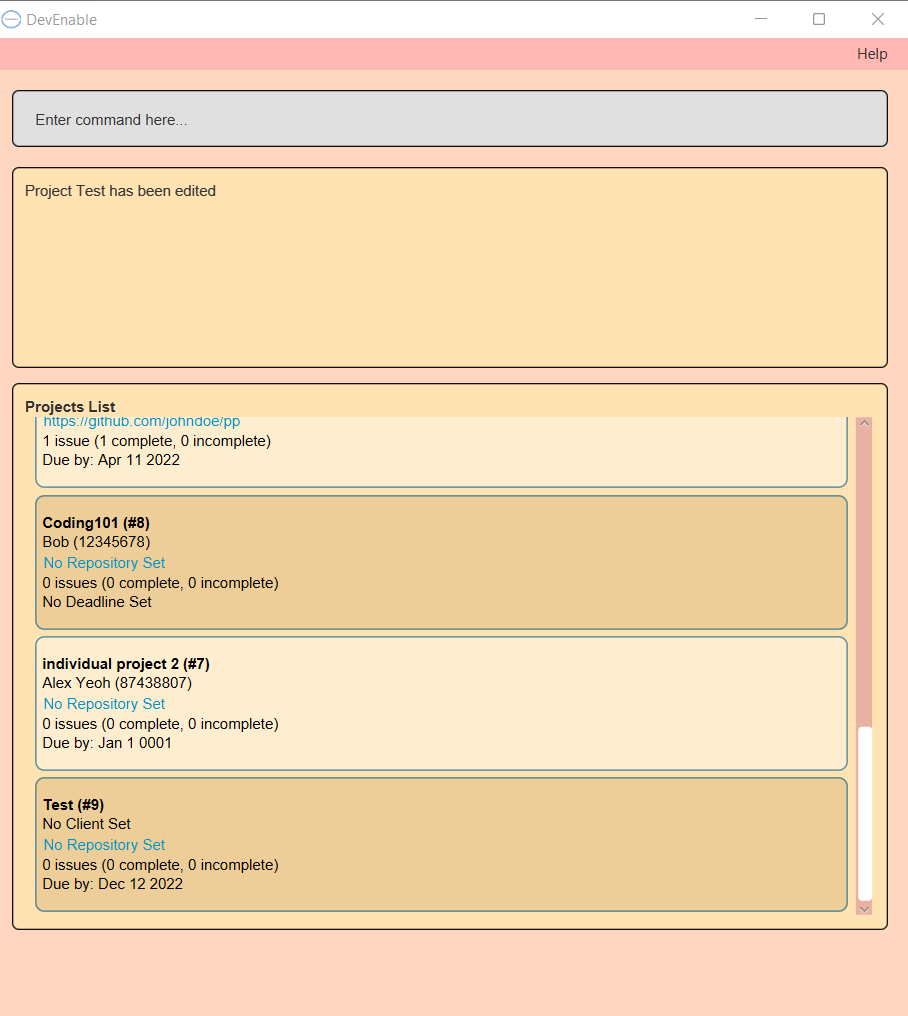 DevEnable
Help
Enter command here...
Project Test has been edited
Projects List
https://github.com/johndoe/pp
1 issue (1 complete, 0 incomplete)
Due by: Apr 11 2022
Coding101 (#8)
Bob (12345678)
No Repository Set
0 issues (0 complete, 0 incomplete)
No Deadline Set
individual project 2 (#7)
Alex Yeoh (87438807)
No Repository Set
0 issues (0 complete, 0 incomplete)
Due by: Jan 1 0001
Test (#9)
No Client Set
No Repository Set
0 issues (0 complete, 0 incomplete)
Due by: Dec 12 2022